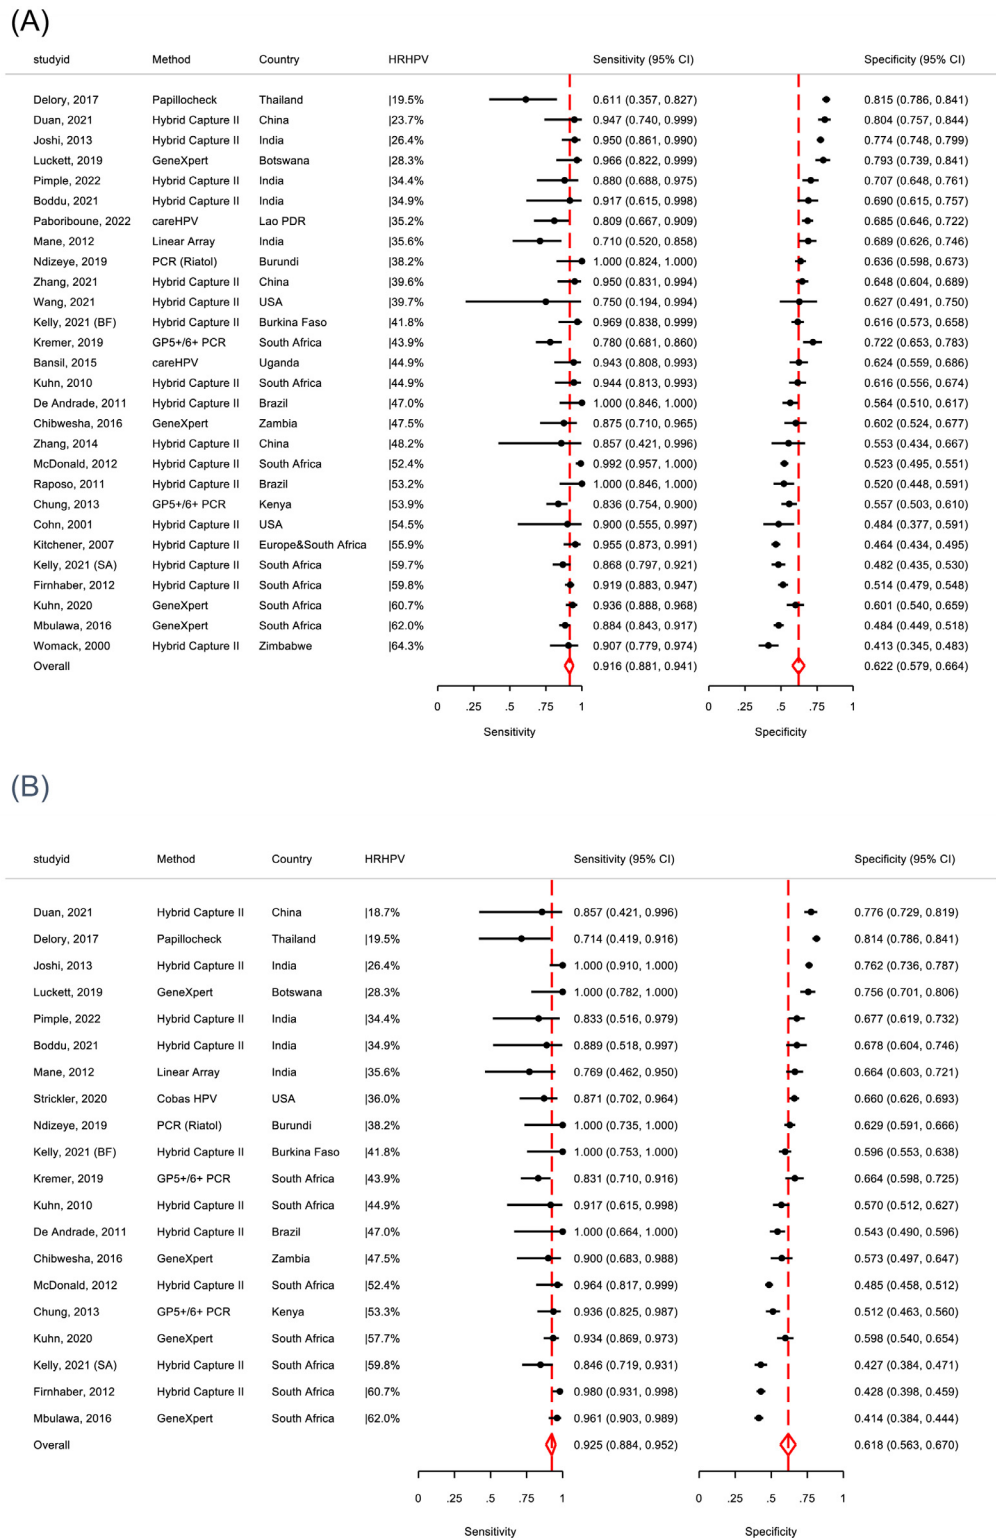 (A)
studyid Method Country HRHPV Sensitivity (95% CI) Specificity (95% CI)
Delory, 2017 Papillocheck Thailand |19.5% 0.611 (0.357, 0.827) 0.815 (0.786, 0.841)
Duan, 2021 Hybrid Capture II China |23.7% 0.947 (0.740, 0.999) 0.804 (0.757, 0.844)
Joshi, 2013 Hybrid Capture II India |26.4% 0.950 (0.861, 0.990) 0.774 (0.748, 0.799)
Luckett, 2019 GeneXpert Botswana |28.3% 0.966 (0.822, 0.999) 0.793 (0.739, 0.841)
Pimple, 2022 Hybrid Capture II India |34.4% 0.880 (0.688, 0.975) 0.707 (0.648, 0.761)
Boddu, 2021 Hybrid Capture II India |34.9% 0.917 (0.615, 0.998) 0.690 (0.615, 0.757)
Paboriboune, 2022 careHPV Lao PDR |35.2% 0.809 (0.667, 0.909) 0.685 (0.646, 0.722)
Mane, 2012 Linear Array India |35.6% 0.710 (0.520, 0.858) 0.689 (0.626, 0.746)
Ndizeye, 2019 PCR (Riatol) Burundi |38.2% 1.000 (0.824, 1.000) 0.636 (0.598, 0.673)
Zhang, 2021 Hybrid Capture II China |39.6% 0.950 (0.831, 0.994) 0.648 (0.604, 0.689)
Wang, 2021 Hybrid Capture II USA |39.7% 0.750 (0.194, 0.994) 0.627 (0.491, 0.750)
Kelly, 2021 (BF) Hybrid Capture II Burkina Faso |41.8% 0.969 (0.838, 0.999) 0.616 (0.573, 0.658)
Kremer, 2019 GP5+/6+ PCR South Africa |43.9% 0.780 (0.681, 0.860) 0.722 (0.653, 0.783)
Bansil, 2015 careHPV Uganda |44.9% 0.943 (0.808, 0.993) 0.624 (0.559, 0.686)
Kuhn, 2010 Hybrid Capture II South Africa |44.9% 0.944 (0.813, 0.993) 0.616 (0.556, 0.674)
De Andrade, 2011 Hybrid Capture II Brazil |47.0% 1.000 (0.846, 1.000) 0.564 (0.510, 0.617)
Chibwesha, 2016 GeneXpert Zambia |47.5% 0.875 (0.710, 0.965) 0.602 (0.524, 0.677)
Zhang, 2014 Hybrid Capture II China |48.2% 0.857 (0.421, 0.996) 0.553 (0.434, 0.667)
McDonald, 2012 Hybrid Capture II South Africa |52.4% 0.992 (0.957, 1.000) 0.523 (0.495, 0.551)
Raposo, 2011 Hybrid Capture II Brazil |53.2% 1.000 (0.846, 1.000) 0.520 (0.448, 0.591)
Chung, 2013 GP5+/6+ PCR Kenya |53.9% 0.836 (0.754, 0.900) 0.557 (0.503, 0.610)
Cohn, 2001 Hybrid Capture II USA |54.5% 0.900 (0.555, 0.997) 0.484 (0.377, 0.591)
Kitchener, 2007 Hybrid Capture II Europe&South Africa |55.9% 0.955 (0.873, 0.991) 0.464 (0.434, 0.495)
Kelly, 2021 (SA) Hybrid Capture II South Africa |59.7% 0.868 (0.797, 0.921) 0.482 (0.435, 0.530)
Firnhaber, 2012 Hybrid Capture II South Africa |59.8% 0.919 (0.883, 0.947) 0.514 (0.479, 0.548)
Kuhn, 2020 GeneXpert South Africa |60.7% 0.936 (0.888, 0.968) 0.601 (0.540, 0.659)
Mbulawa, 2016 GeneXpert South Africa |62.0% 0.884 (0.843, 0.917) 0.484 (0.449, 0.518)
Womack, 2000 Hybrid Capture II Zimbabwe |64.3% 0.907 (0.779, 0.974) 0.413 (0.345, 0.483)
Overall 0.916 (0.881, 0.941) 0.622 (0.579, 0.664)
0 .25 .5 .75 1 0 .25 .5 .75 1
Sensitivity Specificity
(B)
studyid Method Country HRHPV Sensitivity (95% CI) Specificity (95% CI)
Duan, 2021 Hybrid Capture II China |18.7% 0.857 (0.421, 0.996) 0.776 (0.729, 0.819)
Delory, 2017 Papillocheck Thailand |19.5% 0.714 (0.419, 0.916) 0.814 (0.786, 0.841)
Joshi, 2013 Hybrid Capture II India |26.4% 1.000 (0.910, 1.000) 0.762 (0.736, 0.787)
Luckett, 2019 GeneXpert Botswana |28.3% 1.000 (0.782, 1.000) 0.756 (0.701, 0.806)
Pimple, 2022 Hybrid Capture II India |34.4% 0.833 (0.516, 0.979) 0.677 (0.619, 0.732)
Boddu, 2021 Hybrid Capture II India |34.9% 0.889 (0.518, 0.997) 0.678 (0.604, 0.746)
Mane, 2012 Linear Array India |35.6% 0.769 (0.462, 0.950) 0.664 (0.603, 0.721)
Strickler, 2020 Cobas HPV USA |36.0% 0.871 (0.702, 0.964) 0.660 (0.626, 0.693)
Ndizeye, 2019 PCR (Riatol) Burundi |38.2% 1.000 (0.735, 1.000) 0.629 (0.591, 0.666)
Kelly, 2021 (BF) Hybrid Capture II Burkina Faso |41.8% 1.000 (0.753, 1.000) 0.596 (0.553, 0.638)
Kremer, 2019 GP5+/6+ PCR South Africa |43.9% 0.831 (0.710, 0.916) 0.664 (0.598, 0.725)
Kuhn, 2010 Hybrid Capture II South Africa |44.9% 0.917 (0.615, 0.998) 0.570 (0.512, 0.627)
De Andrade, 2011 Hybrid Capture II Brazil |47.0% 1.000 (0.664, 1.000) 0.543 (0.490, 0.596)
Chibwesha, 2016 GeneXpert Zambia |47.5% 0.900 (0.683, 0.988) 0.573 (0.497, 0.647)
McDonald, 2012 Hybrid Capture II South Africa |52.4% 0.964 (0.817, 0.999) 0.485 (0.458, 0.512)
Chung, 2013 GP5+/6+ PCR Kenya |53.3% 0.936 (0.825, 0.987) 0.512 (0.463, 0.560)
Kuhn, 2020 GeneXpert South Africa |57.7% 0.934 (0.869, 0.973) 0.598 (0.540, 0.654)
Kelly, 2021 (SA) Hybrid Capture II South Africa |59.8% 0.846 (0.719, 0.931) 0.427 (0.384, 0.471)
Firnhaber, 2012 Hybrid Capture II South Africa |60.7% 0.980 (0.931, 0.998) 0.428 (0.398, 0.459)
Mbulawa, 2016 GeneXpert South Africa |62.0% 0.961 (0.903, 0.989) 0.414 (0.384, 0.444)
Overall 0.925 (0.884, 0.952) 0.618 (0.563, 0.670)
0 .25 .5 .75 1 0 .25 .5 .75 1
Sensitivity Specificity